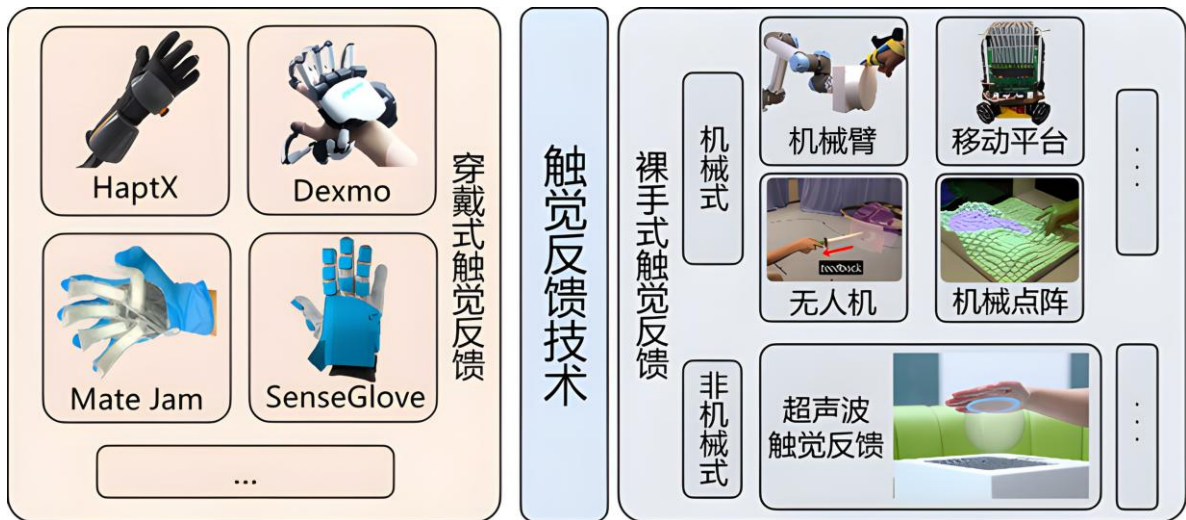 HaptX
Dexmo
Mate Jam
SenseGlove
...
穿戴式触觉反馈
触觉反馈技术
裸手式触觉反馈
机械式
机械臂
移动平台
无人机
机械点阵
...
非机械式
超声波
触觉反馈
...